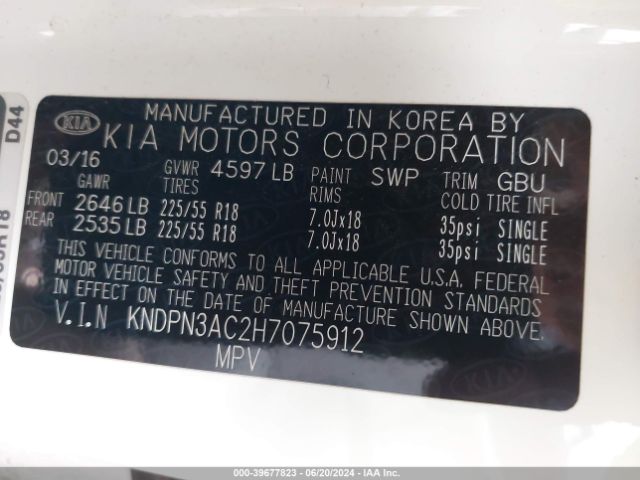 MANUFACTURED IN KOREA BY
KIA KIA MOTORS CORPORATION
03/16 GVWR 4597 LB PAINT SWP TRIM GBU
GAWR TIRES RIMS COLD TIRE INFL
FRONT 2646 LB 225/55 R18 7.0Jx18 35psi SINGLE
REAR 2535 LB 225/55 R18 7.0Jx18 35psi SINGLE
THIS VEHICLE CONFORMS TO ALL APPLICABLE U.S.A. FEDERAL
MOTOR VEHICLE SAFETY AND THEFT PREVENTION STANDARDS
IN EFFECT ON THE DATE OF MANUFACTURE SHOWN ABOVE.
V.I.N KNDPN3AC2H7075912
MPV
D44
000-39677823 - 06/20/2024 - IAA Inc.